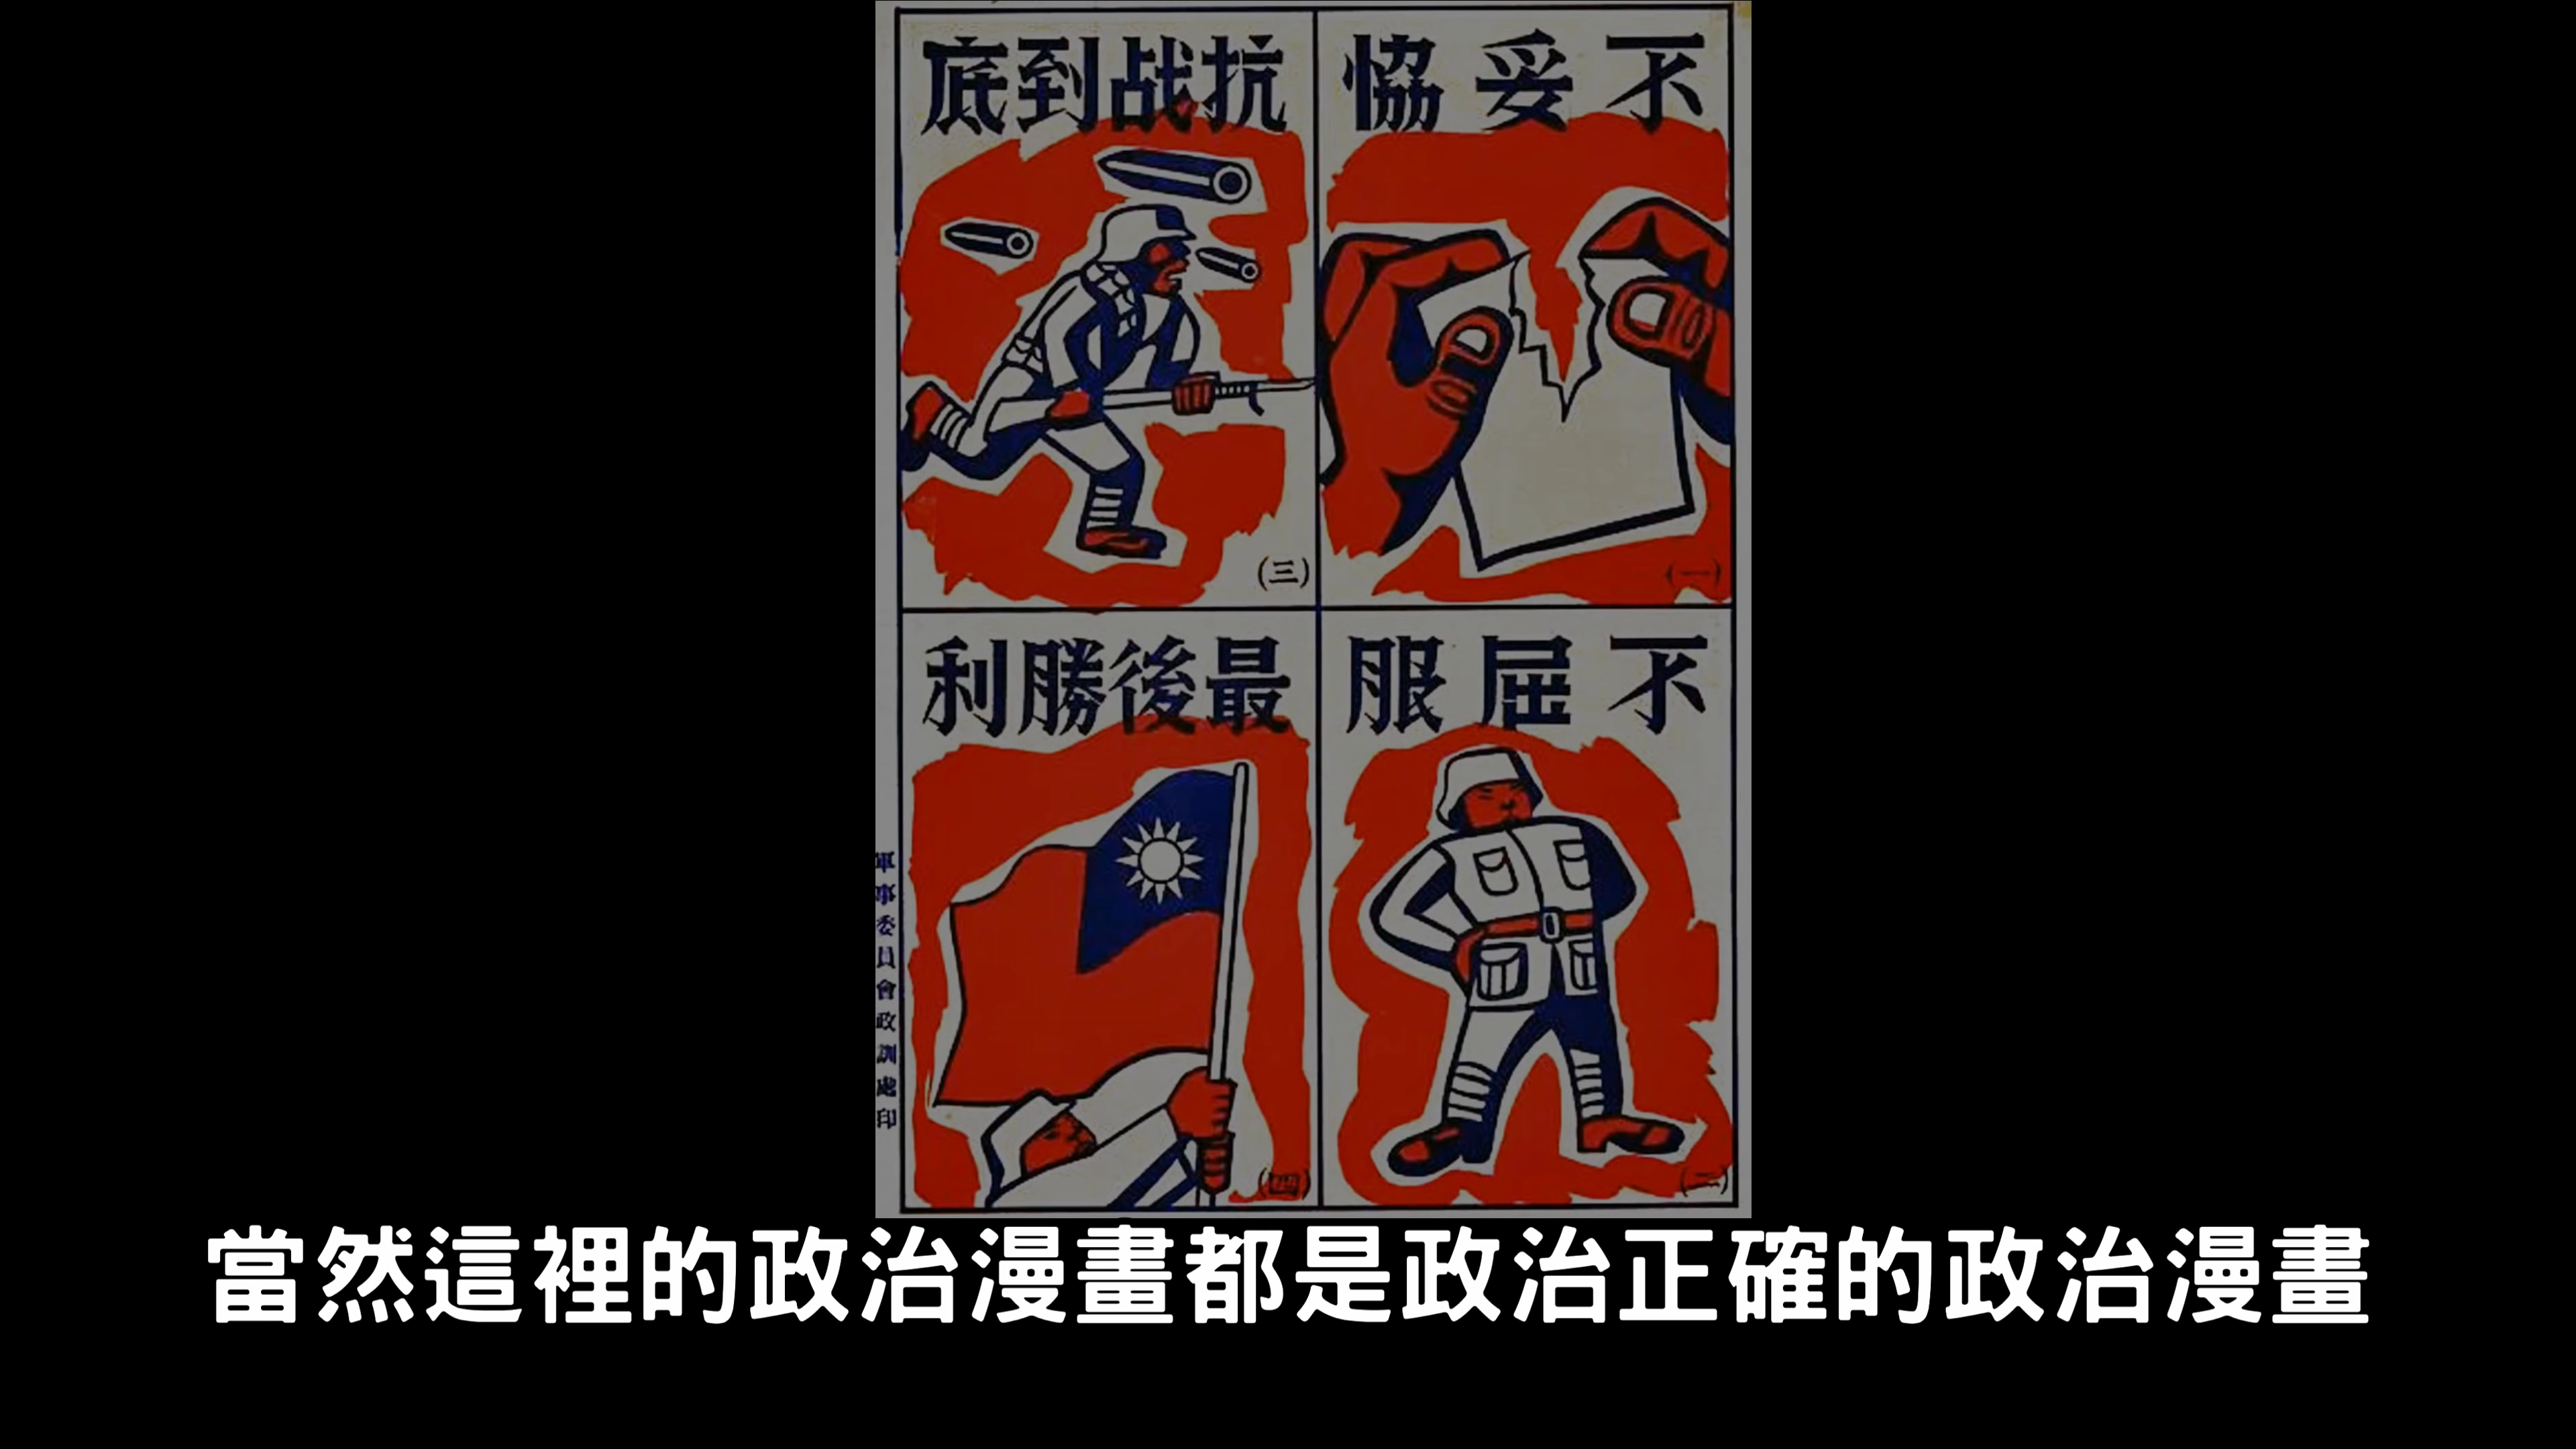 不妥協
(一)
不屈服
(二)
抗战到底
(三)
最後勝利
(四)
軍事委員會政訓處印
當然這裡的政治漫畫都是政治正確的政治漫畫